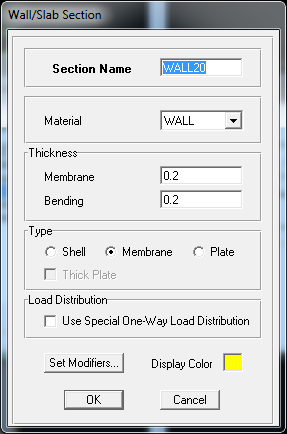 Wall/Slab Section
Section Name WALL20
Material WALL
Thickness
Membrane 0.2
Bending 0.2
Type
Shell Membrane Plate
Thick Plate
Load Distribution
Use Special One-Way Load Distribution
Set Modifiers... Display Color
OK Cancel